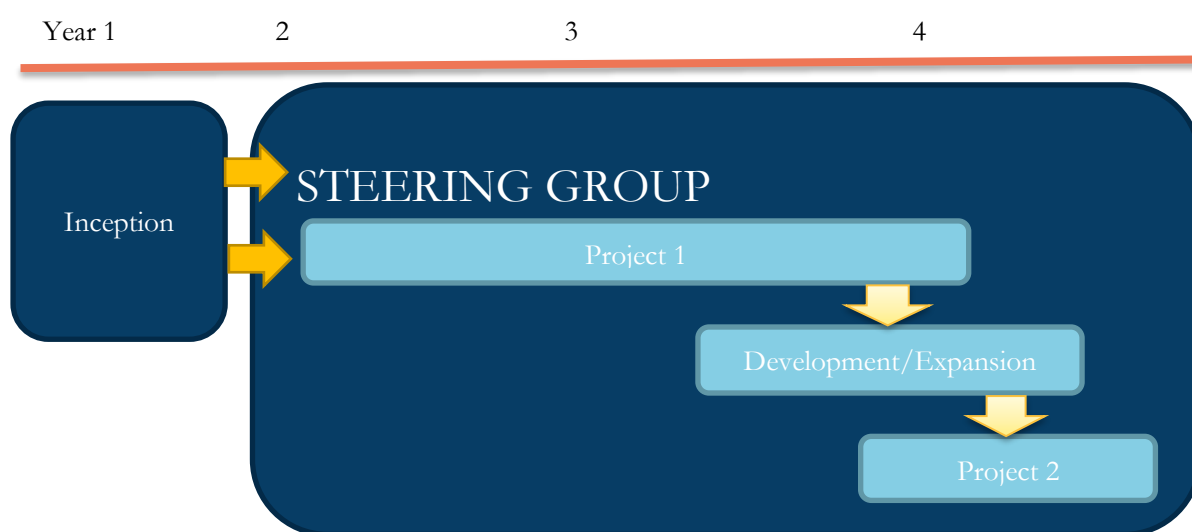 Year 1 2 3 4
STEERING GROUP
Inception
Project 1
Development/Expansion
Project 2